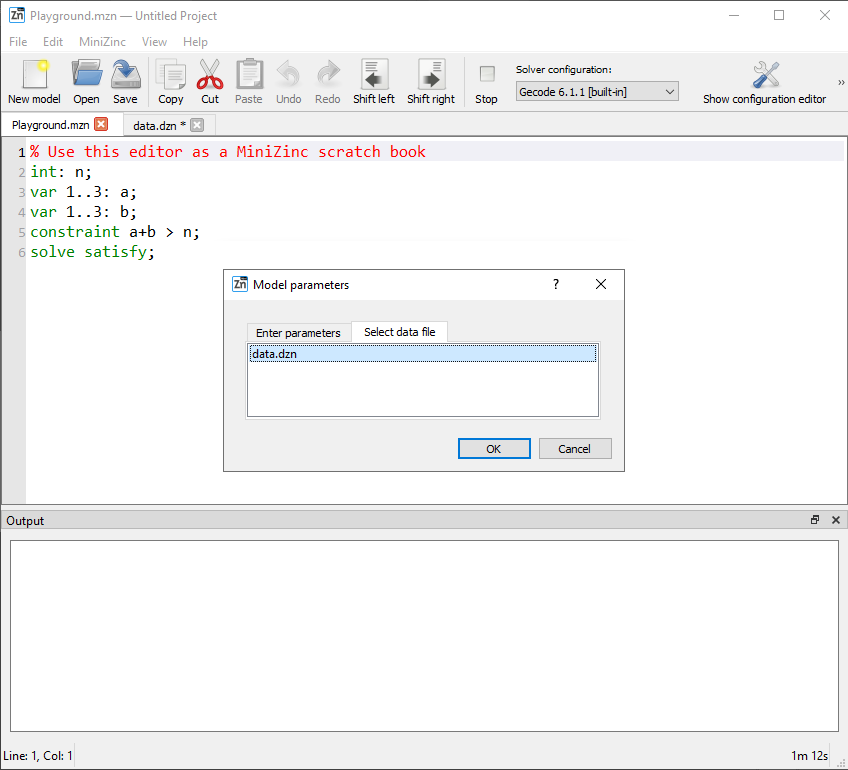 Zn Playground.mzn — Untitled Project
File Edit MiniZinc View Help
New model Open Save Copy Cut Paste Undo Redo Shift left Shift right Stop
Solver configuration:
Gecode 6.1.1 [built-in]
Show configuration editor »
Playground.mzn data.dzn *
1 % Use this editor as a MiniZinc scratch book
2 int: n;
3 var 1..3: a;
4 var 1..3: b;
5 constraint a+b > n;
6 solve satisfy;
Zn Model parameters ?
Enter parameters Select data file
data.dzn
OK Cancel
Output
Line: 1, Col: 1 1m 12s